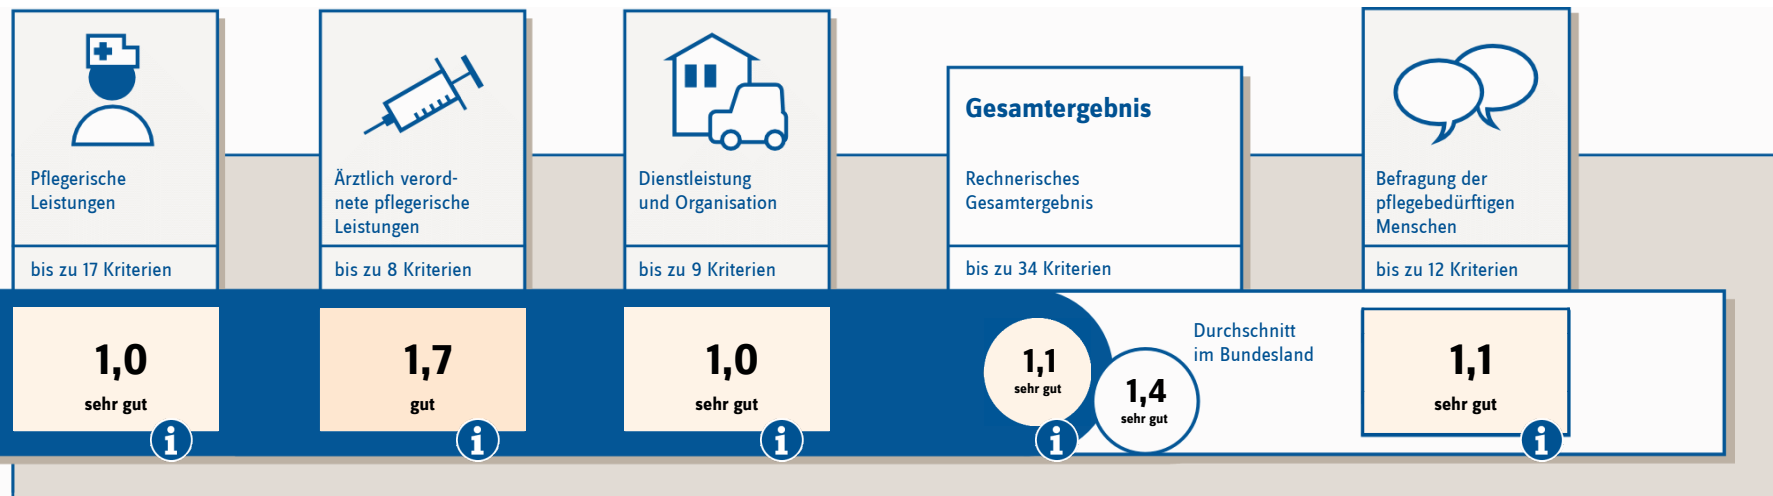 Pflegerische
Leistungen
bis zu 17 Kriterien
1,0
sehr gut
i
Ärztlich verord-
nete pflegerische
Leistungen
bis zu 8 Kriterien
1,7
gut
i
Dienstleistung
und Organisation
bis zu 9 Kriterien
1,0
sehr gut
i
Gesamtergebnis
Rechnerisches
Gesamtergebnis
bis zu 34 Kriterien
1,1
sehr gut
i
Durchschnitt
im Bundesland
1,4
sehr gut
Befragung der
pflegebedürftigen
Menschen
bis zu 12 Kriterien
1,1
sehr gut
i